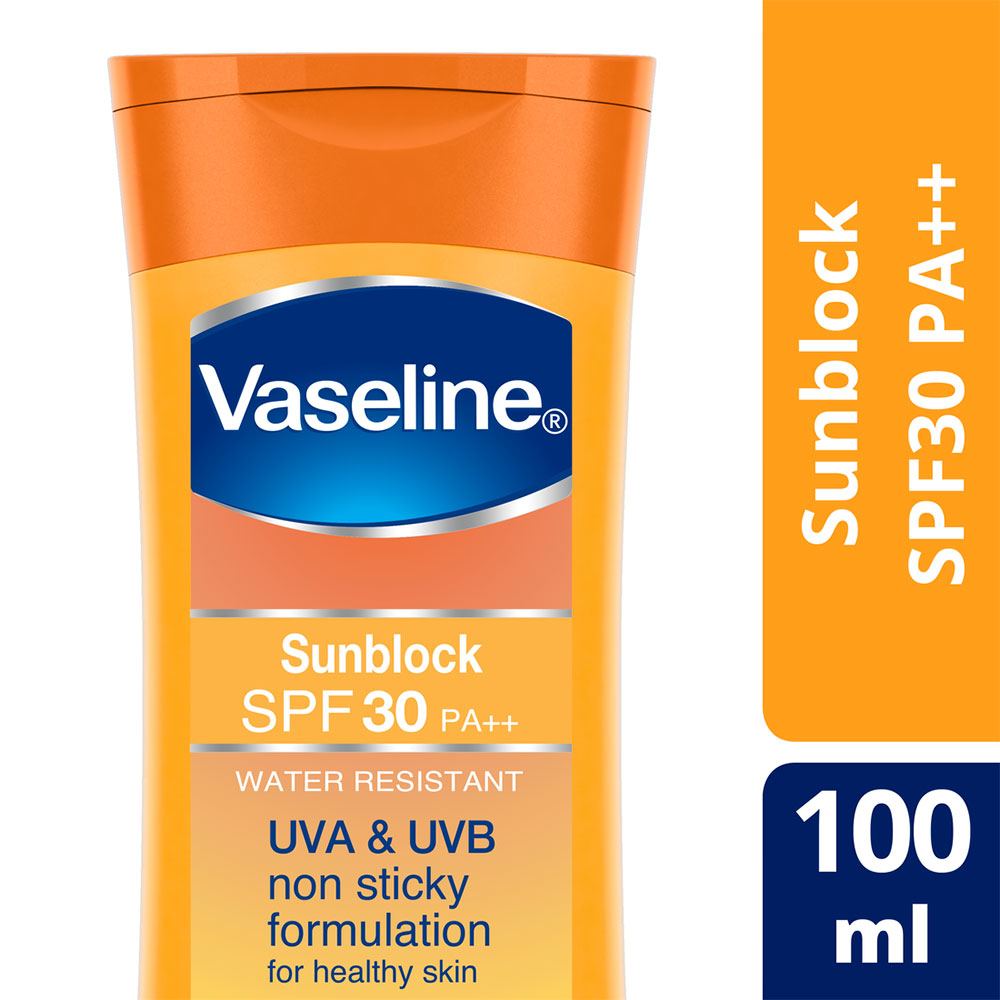 Vaseline®
Sunblock
SPF 30 PA++
WATER RESISTANT
UVA & UVB
non sticky
formulation
for healthy skin
Sunblock
SPF30 PA++
100
ml